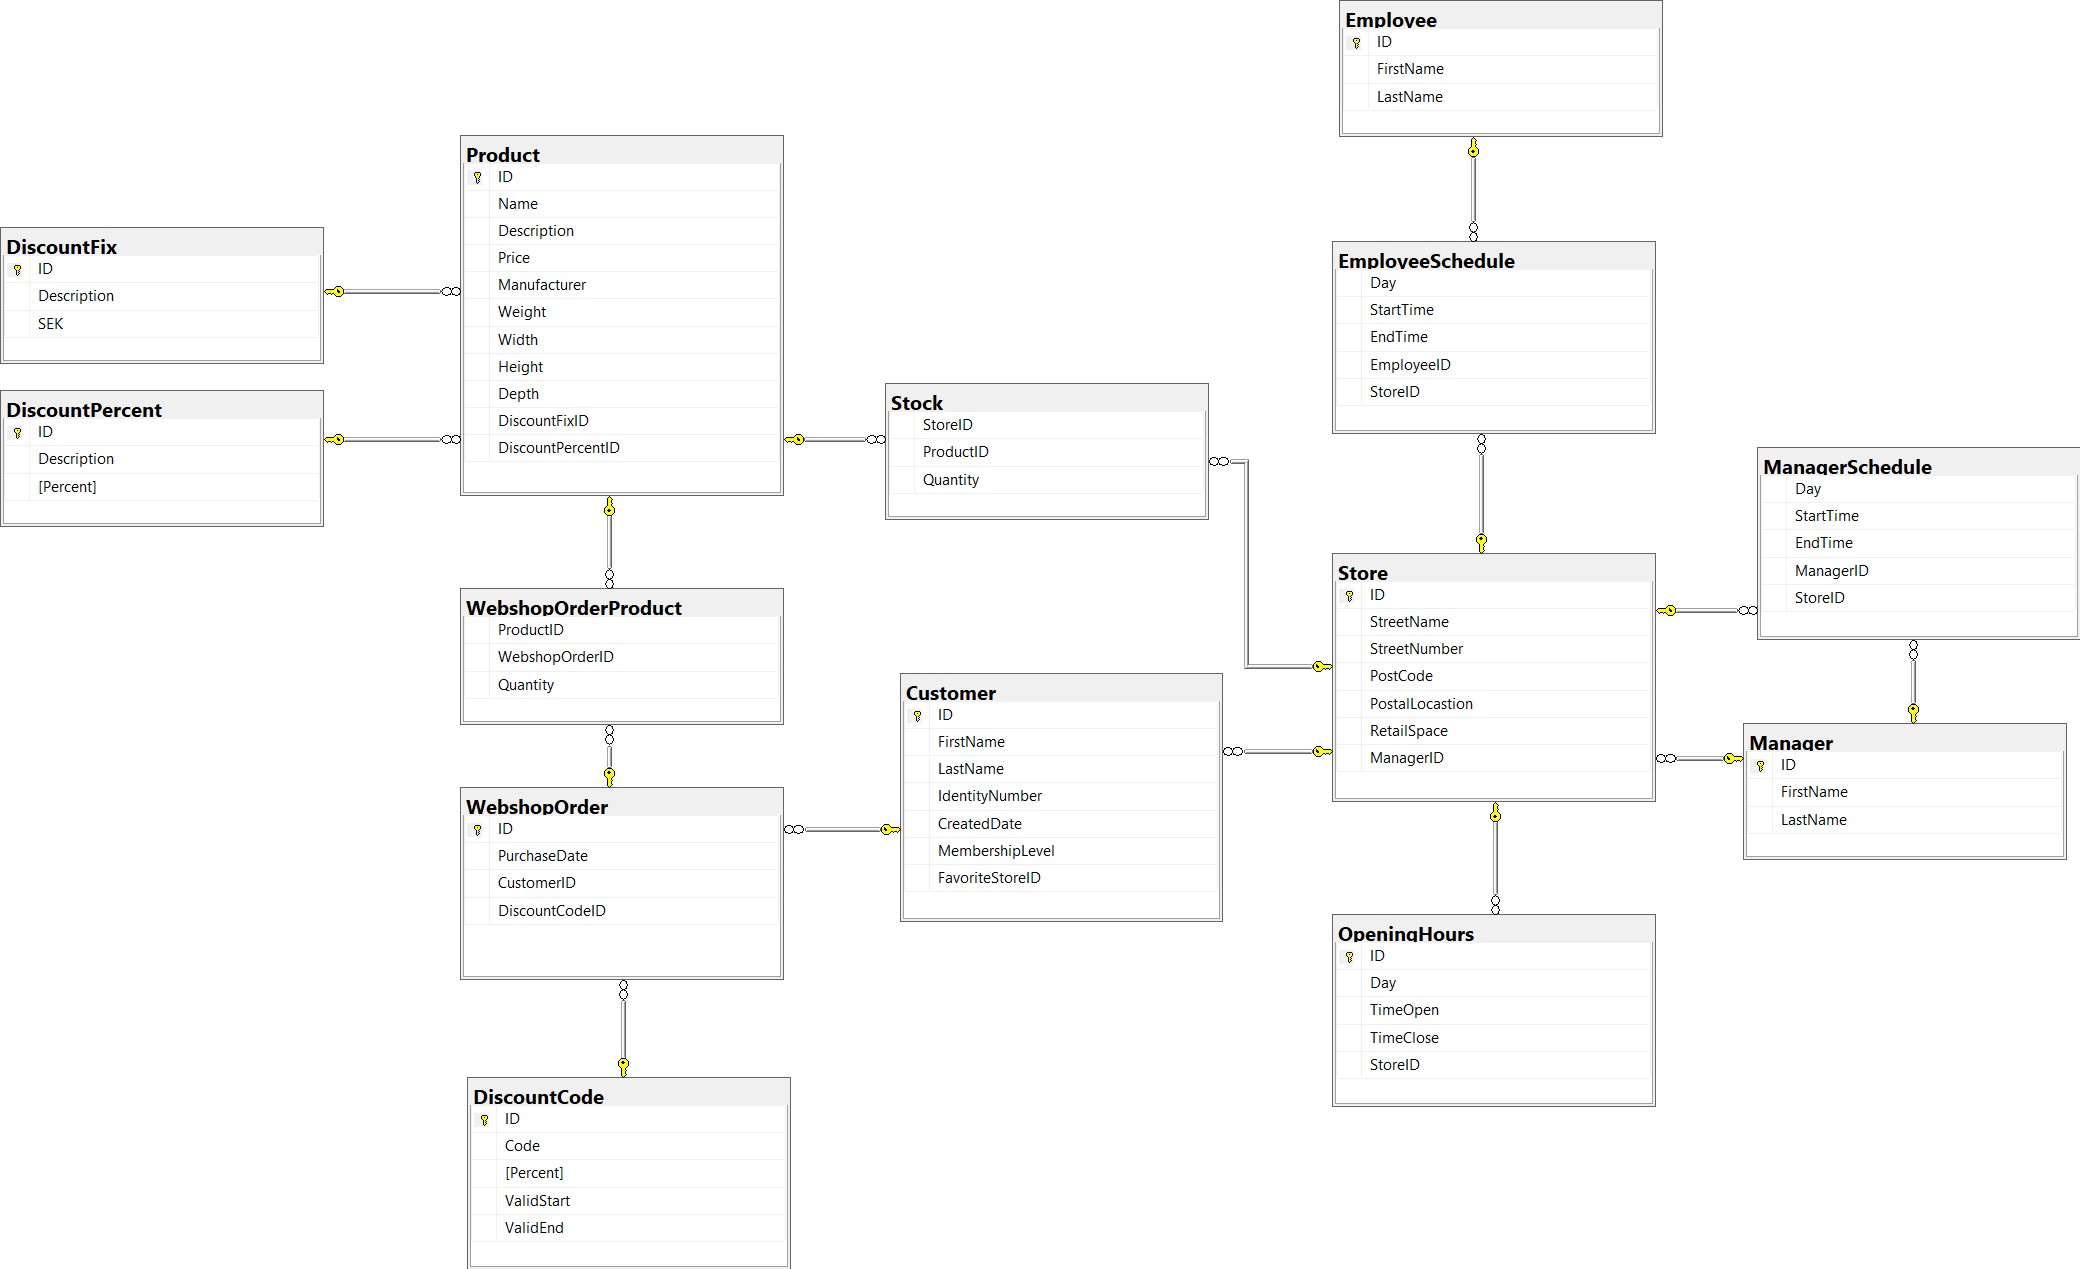 Employee
ID
FirstName
LastName
Product
ID
Name
Description
Price
Manufacturer
Weight
Width
Height
Depth
DiscountFixID
DiscountPercentID
DiscountFix
ID
Description
SEK
DiscountPercent
ID
Description
[Percent]
EmployeeSchedule
Day
StartTime
EndTime
EmployeeID
StoreID
Stock
StoreID
ProductID
Quantity
ManagerSchedule
Day
StartTime
EndTime
ManagerID
StoreID
Store
ID
StreetName
StreetNumber
PostCode
PostalLocastion
RetailSpace
ManagerID
WebshopOrderProduct
ProductID
WebshopOrderID
Quantity
Customer
ID
FirstName
LastName
IdentityNumber
CreatedDate
MembershipLevel
FavoriteStoreID
Manager
ID
FirstName
LastName
WebshopOrder
ID
PurchaseDate
CustomerID
DiscountCodeID
OpeningHours
ID
Day
TimeOpen
TimeClose
StoreID
DiscountCode
ID
Code
[Percent]
ValidStart
ValidEnd